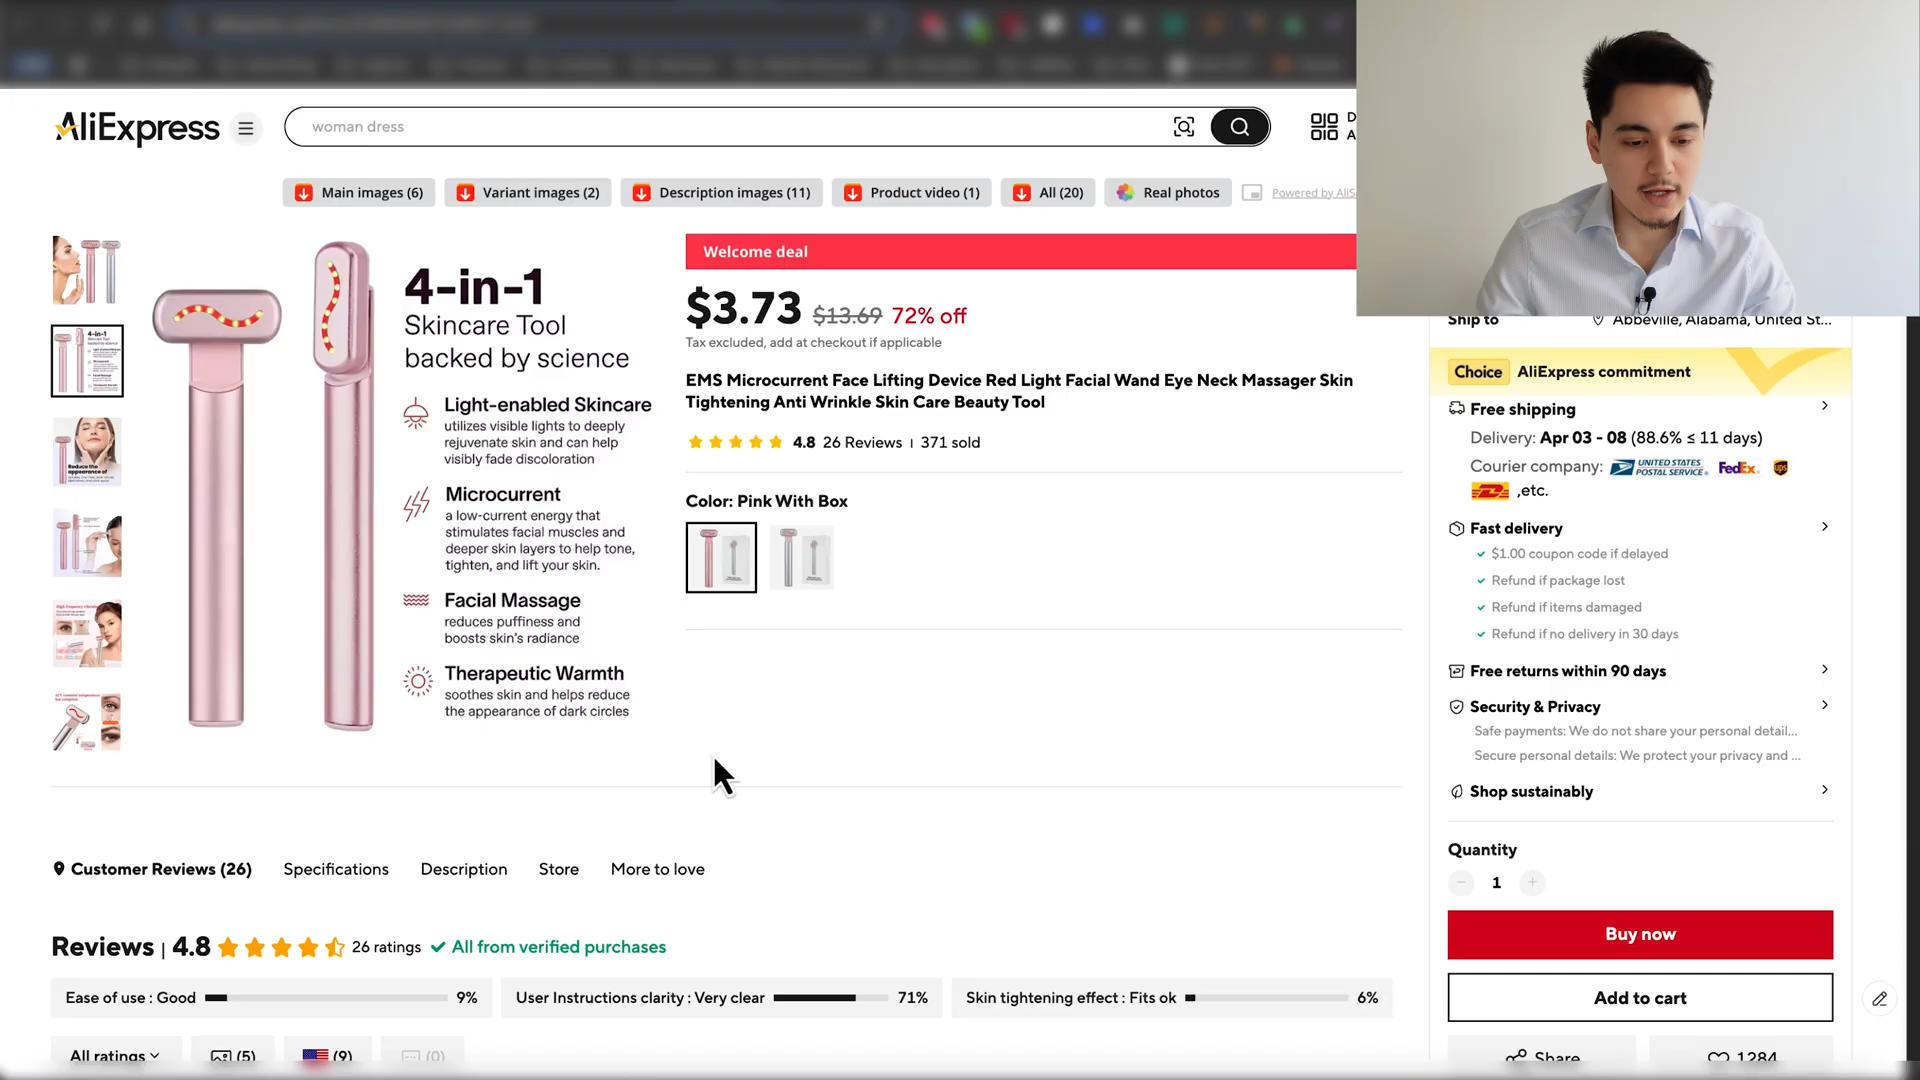 AliExpress
woman dress
D
A
Main images (6)
Variant images (2)
Description images (11)
Product video (1)
All (20)
Real photos
Powered by AliS
4-in-1
Skincare Tool
backed by science
Light-enabled Skincare
utilizes visible lights to deeply
rejuvenate skin and can help
visibly fade discoloration
Microcurrent
a low-current energy that
stimulates facial muscles and
deeper skin layers to help tone,
tighten, and lift your skin.
Facial Massage
reduces puffiness and
boosts skin's radiance
Therapeutic Warmth
soothes skin and helps reduce
the appearance of dark circles
Welcome deal
$3.73 $13.69 72% off
Tax excluded, add at checkout if applicable
EMS Microcurrent Face Lifting Device Red Light Facial Wand Eye Neck Massager Skin
Tightening Anti Wrinkle Skin Care Beauty Tool
4.8 26 Reviews | 371 sold
Color: Pink With Box
Ship to Abbeville, Alabama, United St...
Choice AliExpress commitment
Free shipping
Delivery: Apr 03 - 08 (88.6% ≤ 11 days)
Courier company: UNITED STATES POSTAL SERVICE FedEx ups
DHL ,etc.
Fast delivery
$1.00 coupon code if delayed
Refund if package lost
Refund if items damaged
Refund if no delivery in 30 days
Free returns within 90 days
Security & Privacy
Safe payments: We do not share your personal detail...
Secure personal details: We protect your privacy and ...
Shop sustainably
Quantity
1
Buy now
Add to cart
Share
1284
Customer Reviews (26)
Specifications
Description
Store
More to love
Reviews | 4.8 26 ratings All from verified purchases
Ease of use : Good 9%
User Instructions clarity : Very clear 71%
Skin tightening effect : Fits ok 6%
All ratings
(5)
(9)
(0)